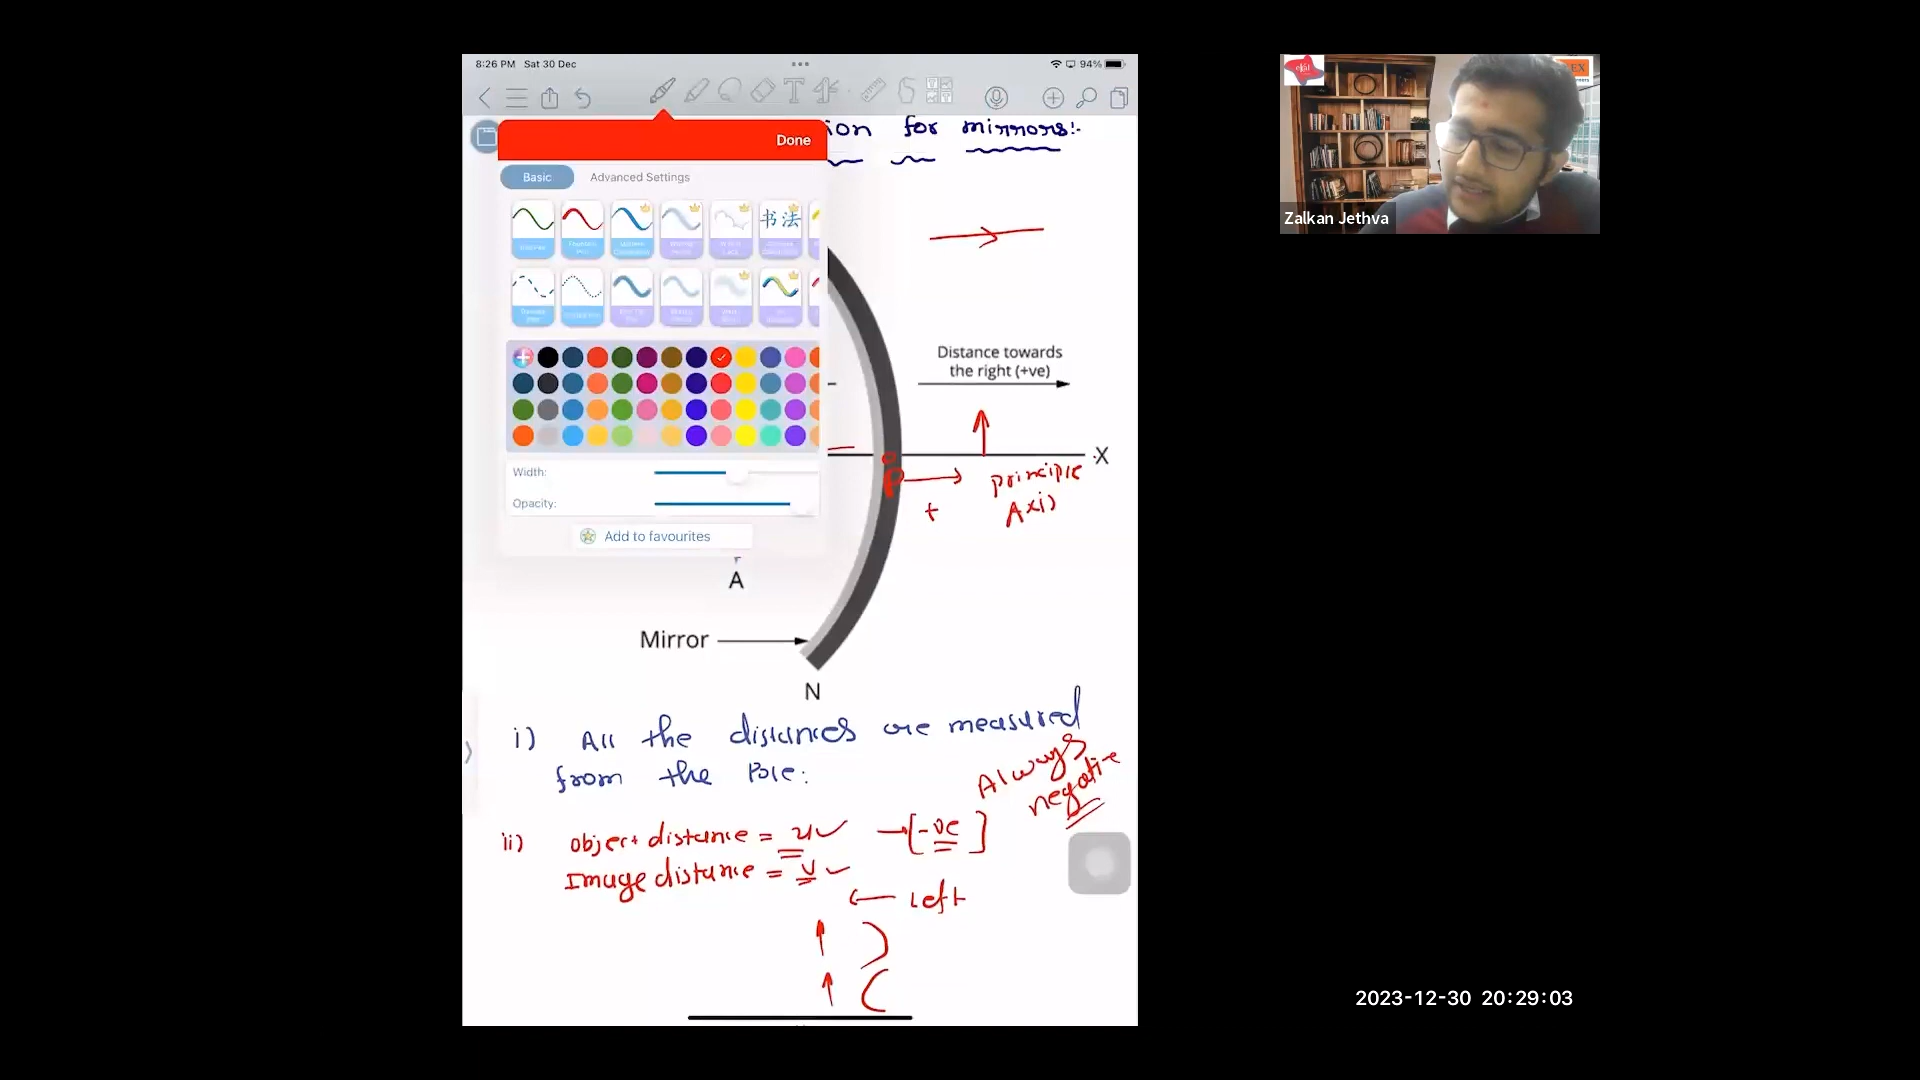 8:26 PM Sat 30 Dec
94%
Done
ion for mirrors:-
Basic
Advanced Settings
书法
Distance towards
the right (+ve)
X
P
principle
Axis
+
Width:
Opacity:
Add to favourites
A
Mirror
N
i) All the distances are measured
from the Pole:
Always
negative
ii) object distance = u → [-ve]
Image distance = v
← Left
Zalkan Jethva
2023-12-30 20:29:03